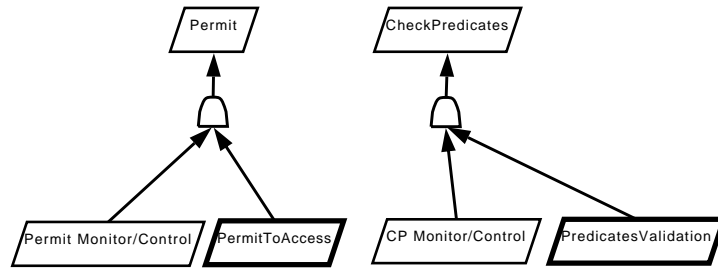 Permit
CheckPredicates
Permit Monitor/Control
PermitToAccess
CP Monitor/Control
PredicatesValidation